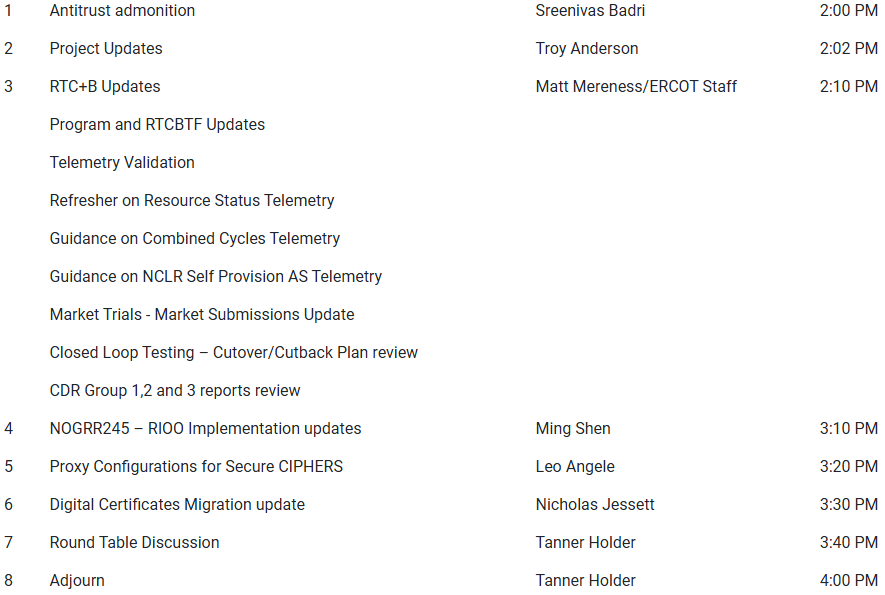 1 Antitrust admonition Sreenivas Badri 2:00 PM
2 Project Updates Troy Anderson 2:02 PM
3 RTC+B Updates Matt Mereness/ERCOT Staff 2:10 PM
Program and RTCBTF Updates
Telemetry Validation
Refresher on Resource Status Telemetry
Guidance on Combined Cycles Telemetry
Guidance on NCLR Self Provision AS Telemetry
Market Trials - Market Submissions Update
Closed Loop Testing – Cutover/Cutback Plan review
CDR Group 1,2 and 3 reports review
4 NOGRR245 – RIOO Implementation updates Ming Shen 3:10 PM
5 Proxy Configurations for Secure CIPHERS Leo Angele 3:20 PM
6 Digital Certificates Migration update Nicholas Jessett 3:30 PM
7 Round Table Discussion Tanner Holder 3:40 PM
8 Adjourn Tanner Holder 4:00 PM